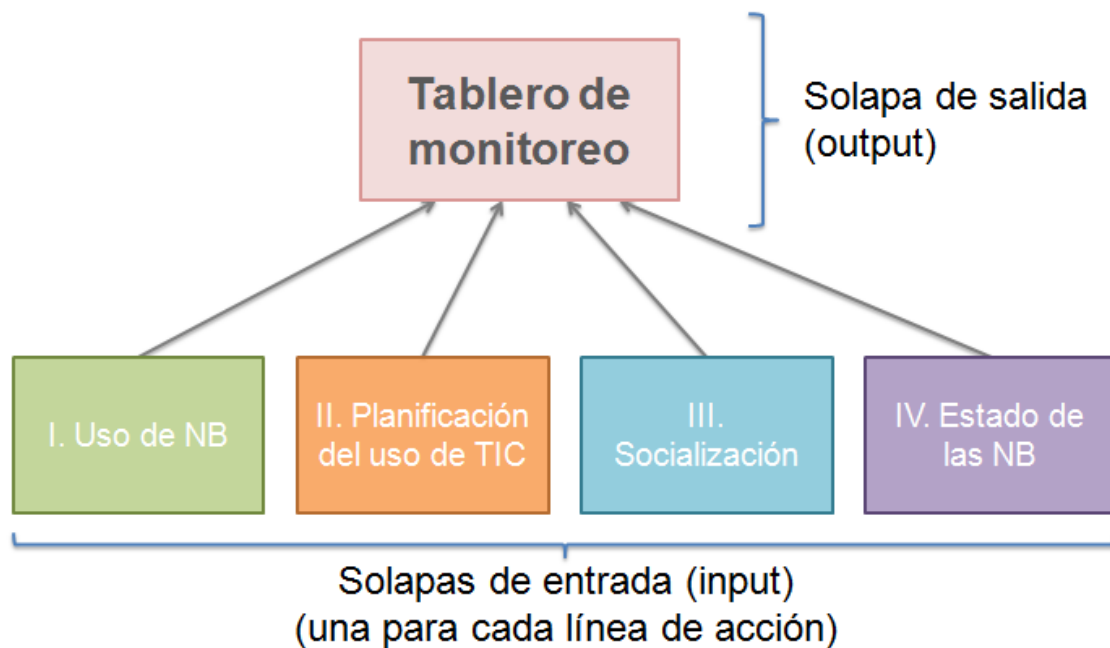 Tablero de
monitoreo
Solapa de salida
(output)
I. Uso de NB
II. Planificación
del uso de TIC
III.
Socialización
IV. Estado de
las NB
Solapas de entrada (input)
(una para cada línea de acción)